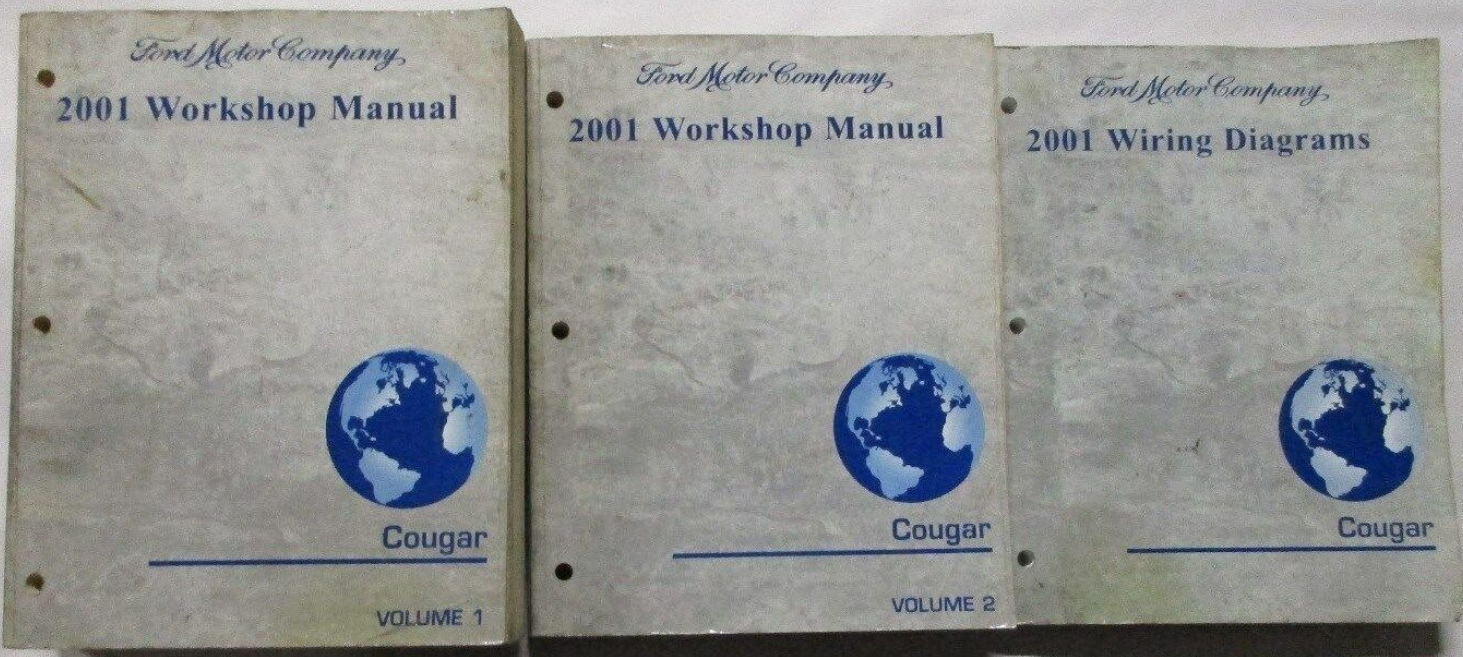 Ford Motor Company
2001 Workshop Manual
Cougar
VOLUME 1
Ford Motor Company
2001 Workshop Manual
Cougar
VOLUME 2
Ford Motor Company
2001 Wiring Diagrams
Cougar